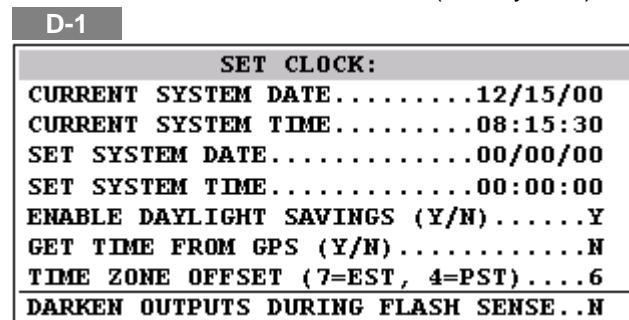 D-1
SET CLOCK:
CURRENT SYSTEM DATE.........12/15/00
CURRENT SYSTEM TIME.........08:15:30
SET SYSTEM DATE.............00/00/00
SET SYSTEM TIME.............00:00:00
ENABLE DAYLIGHT SAVINGS (Y/N)......Y
GET TIME FROM GPS (Y/N)............N
TIME ZONE OFFSET (7=EST, 4=PST)....6
DARKEN OUTPUTS DURING FLASH SENSE..N